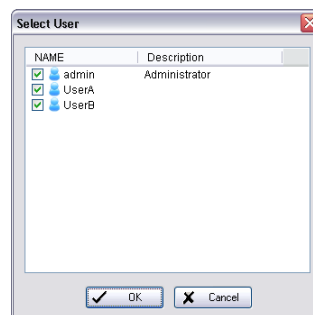 Select User
NAME Description
admin Administrator
UserA
UserB
OK Cancel